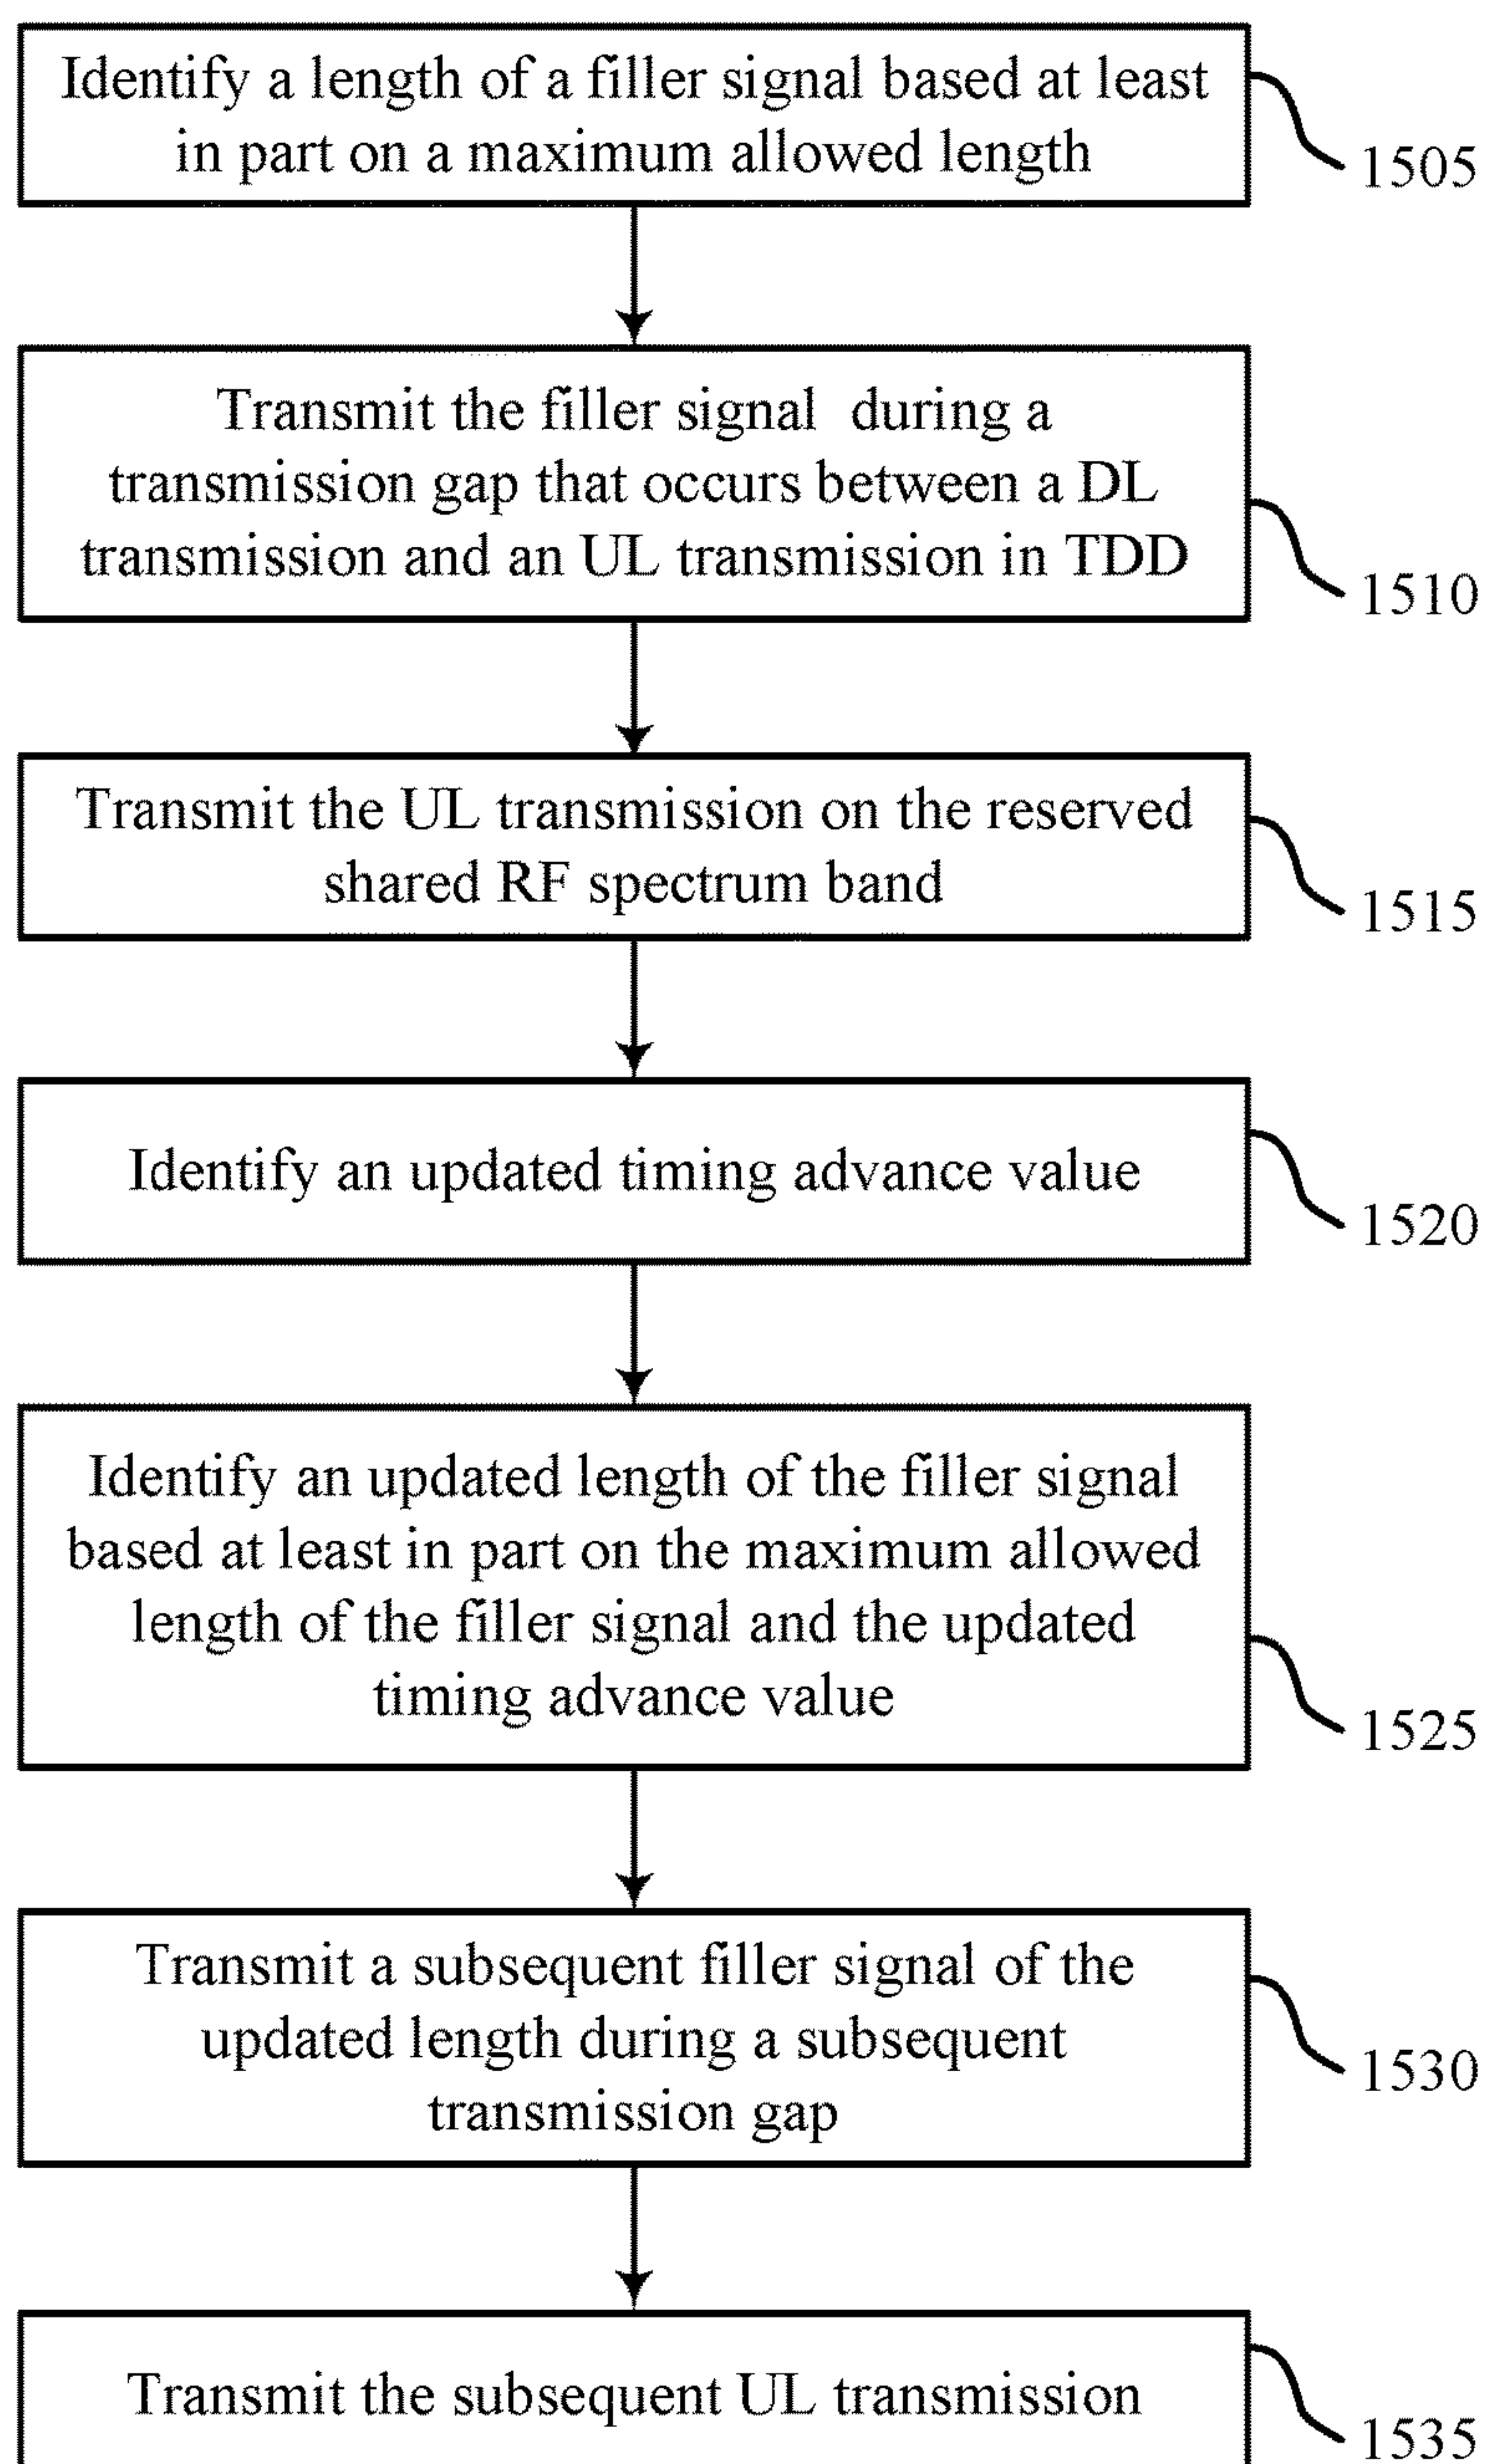 Identify a length of a filler signal based at least
in part on a maximum allowed length
1505
Transmit the filler signal during a
transmission gap that occurs between a DL
transmission and an UL transmission in TDD
1510
Transmit the UL transmission on the reserved
shared RF spectrum band
1515
Identify an updated timing advance value
1520
Identify an updated length of the filler signal
based at least in part on the maximum allowed
length of the filler signal and the updated
timing advance value
1525
Transmit a subsequent filler signal of the
updated length during a subsequent
transmission gap
1530
Transmit the subsequent UL transmission
1535